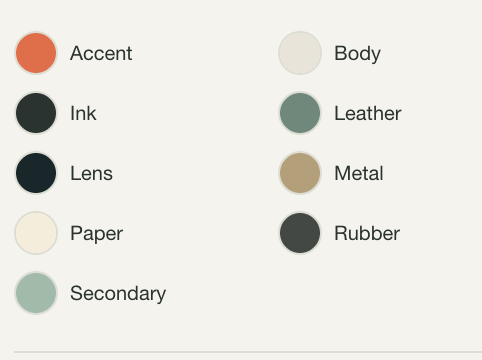 Accent
Body
Ink
Leather
Lens
Metal
Paper
Rubber
Secondary